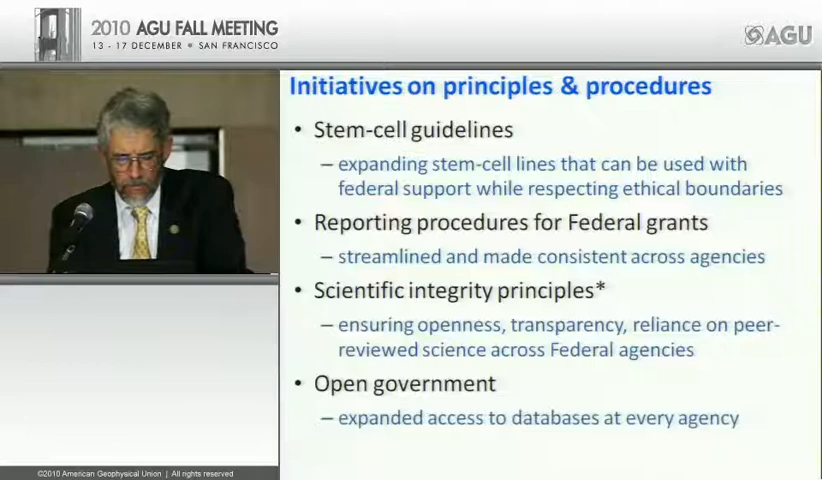 2010 AGU FALL MEETING
13 - 17 DECEMBER • SAN FRANCISCO
AGU
Initiatives on principles & procedures
• Stem-cell guidelines
– expanding stem-cell lines that can be used with
federal support while respecting ethical boundaries
• Reporting procedures for Federal grants
– streamlined and made consistent across agencies
• Scientific integrity principles*
– ensuring openness, transparency, reliance on peer-
reviewed science across Federal agencies
• Open government
– expanded access to databases at every agency
©2010 American Geophysical Union | All rights reserved